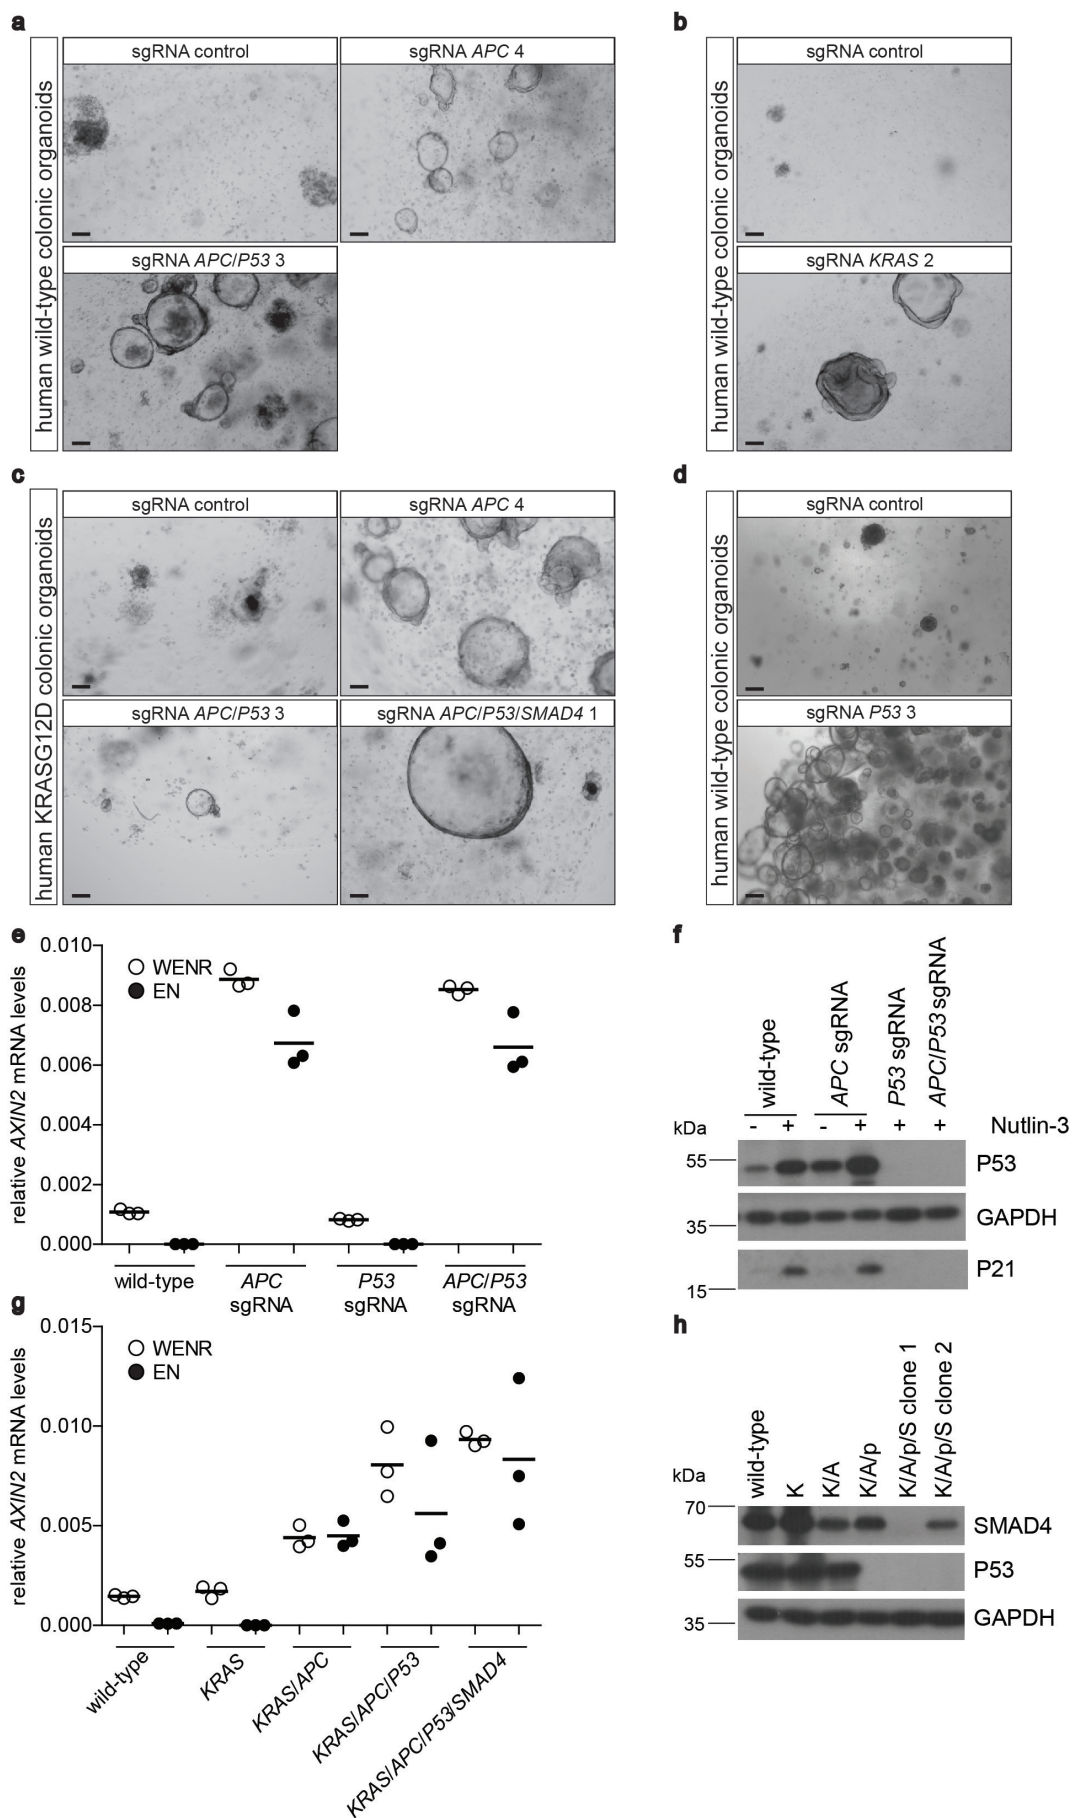 a
human wild-type colonic organoids
sgRNA control
sgRNA APC 4
sgRNA APC/P53 3
b
human wild-type colonic organoids
sgRNA control
sgRNA KRAS 2
c
human KRASG12D colonic organoids
sgRNA control
sgRNA APC 4
sgRNA APC/P53 3
sgRNA APC/P53/SMAD4 1
d
human wild-type colonic organoids
sgRNA control
sgRNA P53 3
e
relative AXIN2 mRNA levels
0.010
0.008
0.006
0.004
0.002
0.000
WENR
EN
wild-type
APC
sgRNA
P53
sgRNA
APC/P53
sgRNA
f
wild-type
APC sgRNA
P53 sgRNA
APC/P53 sgRNA
kDa
- + - + + + Nutlin-3
55 P53
35 GAPDH
15 P21
g
relative AXIN2 mRNA levels
0.015
0.010
0.005
0.000
WENR
EN
wild-type
KRAS
KRAS/APC
KRAS/APC/P53
KRAS/APC/P53/SMAD4
h
wild-type
K
K/A
K/A/p
K/A/p/S clone 1
K/A/p/S clone 2
kDa
70 SMAD4
55 P53
35 GAPDH